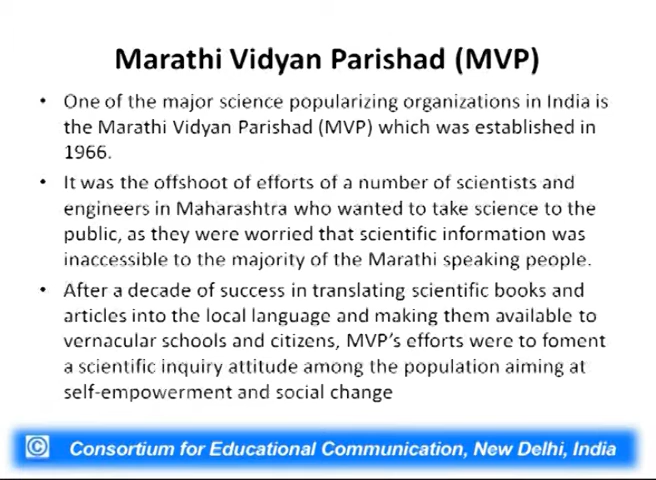 Marathi Vidyan Parishad (MVP)
• One of the major science popularizing organizations in India is
the Marathi Vidyan Parishad (MVP) which was established in
1966.
• It was the offshoot of efforts of a number of scientists and
engineers in Maharashtra who wanted to take science to the
public, as they were worried that scientific information was
inaccessible to the majority of the Marathi speaking people.
• After a decade of success in translating scientific books and
articles into the local language and making them available to
vernacular schools and citizens, MVP's efforts were to foment
a scientific inquiry attitude among the population aiming at
self-empowerment and social change
© Consortium for Educational Communication, New Delhi, India